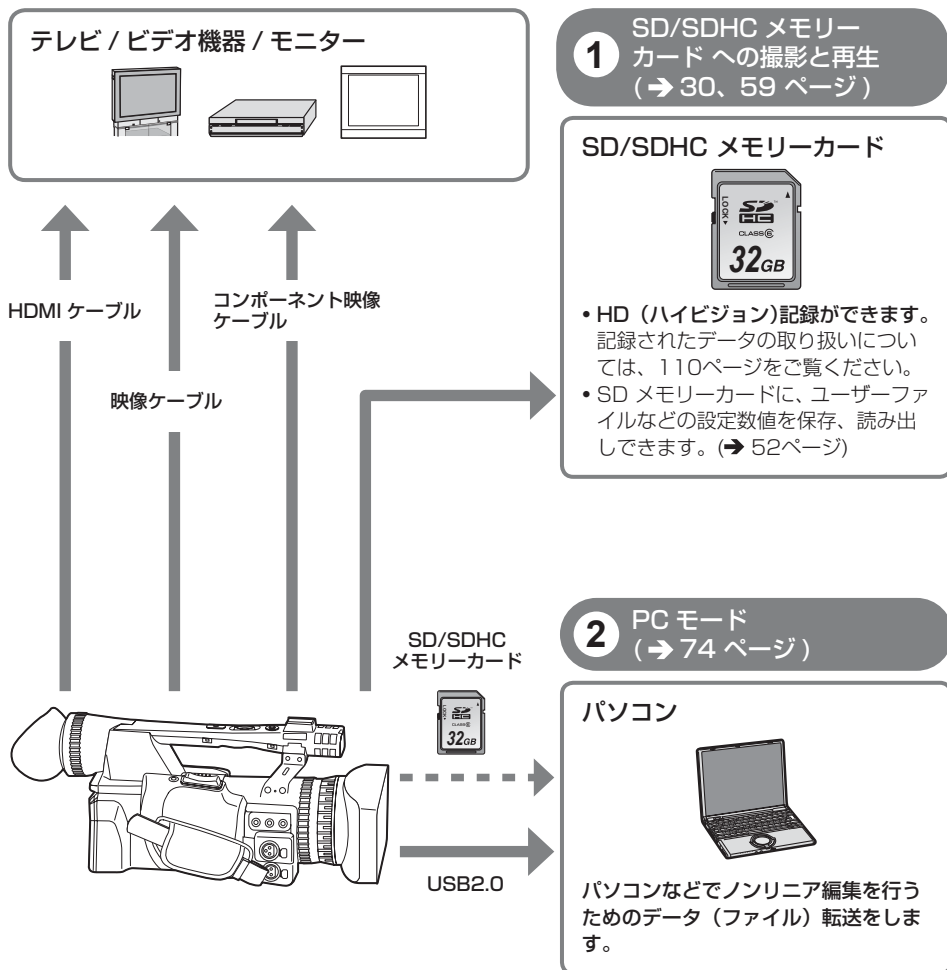 テレビ / ビデオ機器 / モニター
HDMI ケーブル
映像ケーブル
コンポーネント映像
ケーブル
1
SD/SDHC メモリー
カード への撮影と再生
( ➔ 30、59 ページ )
SD/SDHC メモリーカード
LOCK
SD
HC
CLASS⑥
32GB
• HD（ハイビジョン）記録ができます。
記録されたデータの取り扱いについ
ては、110ページをご覧ください。
• SD メモリーカードに、ユーザーファ
イルなどの設定数値を保存、読み出
しできます。(➔ 52ページ)
SD/SDHC
メモリーカード
LOCK
SD
HC
CLASS⑥
32GB
USB2.0
2
PC モード
( ➔ 74 ページ )
パソコン
パソコンなどでノンリニア編集を行う
ためのデータ（ファイル）転送をしま
す。